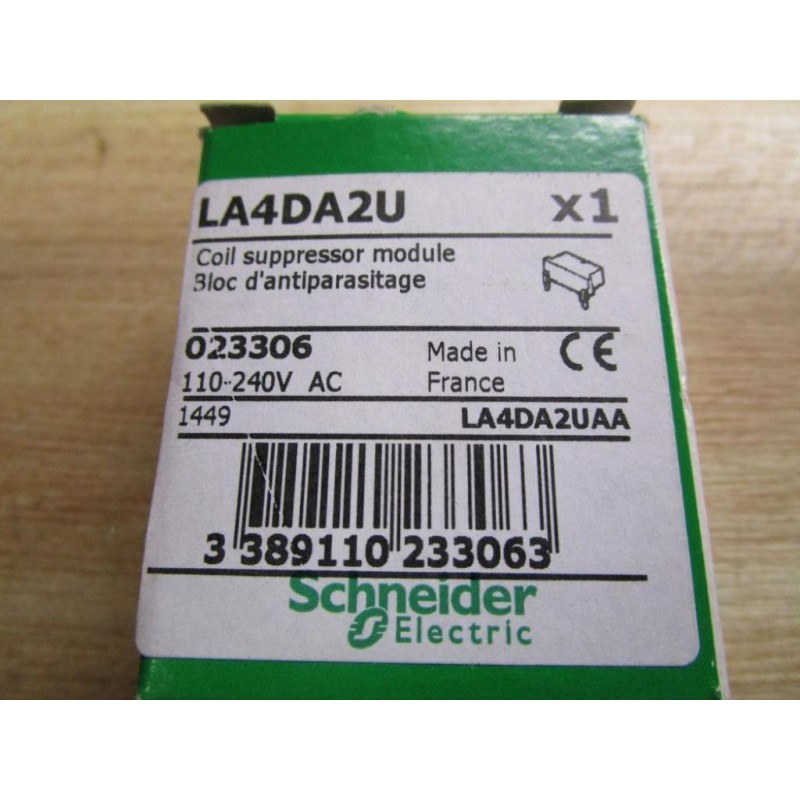 LA4DA2U x1
Coil suppressor module
Bloc d'antiparasitage
023306 Made in CE
110-240V AC France
1449 LA4DA2UAA
3 389110 233063
Schneider
Electric